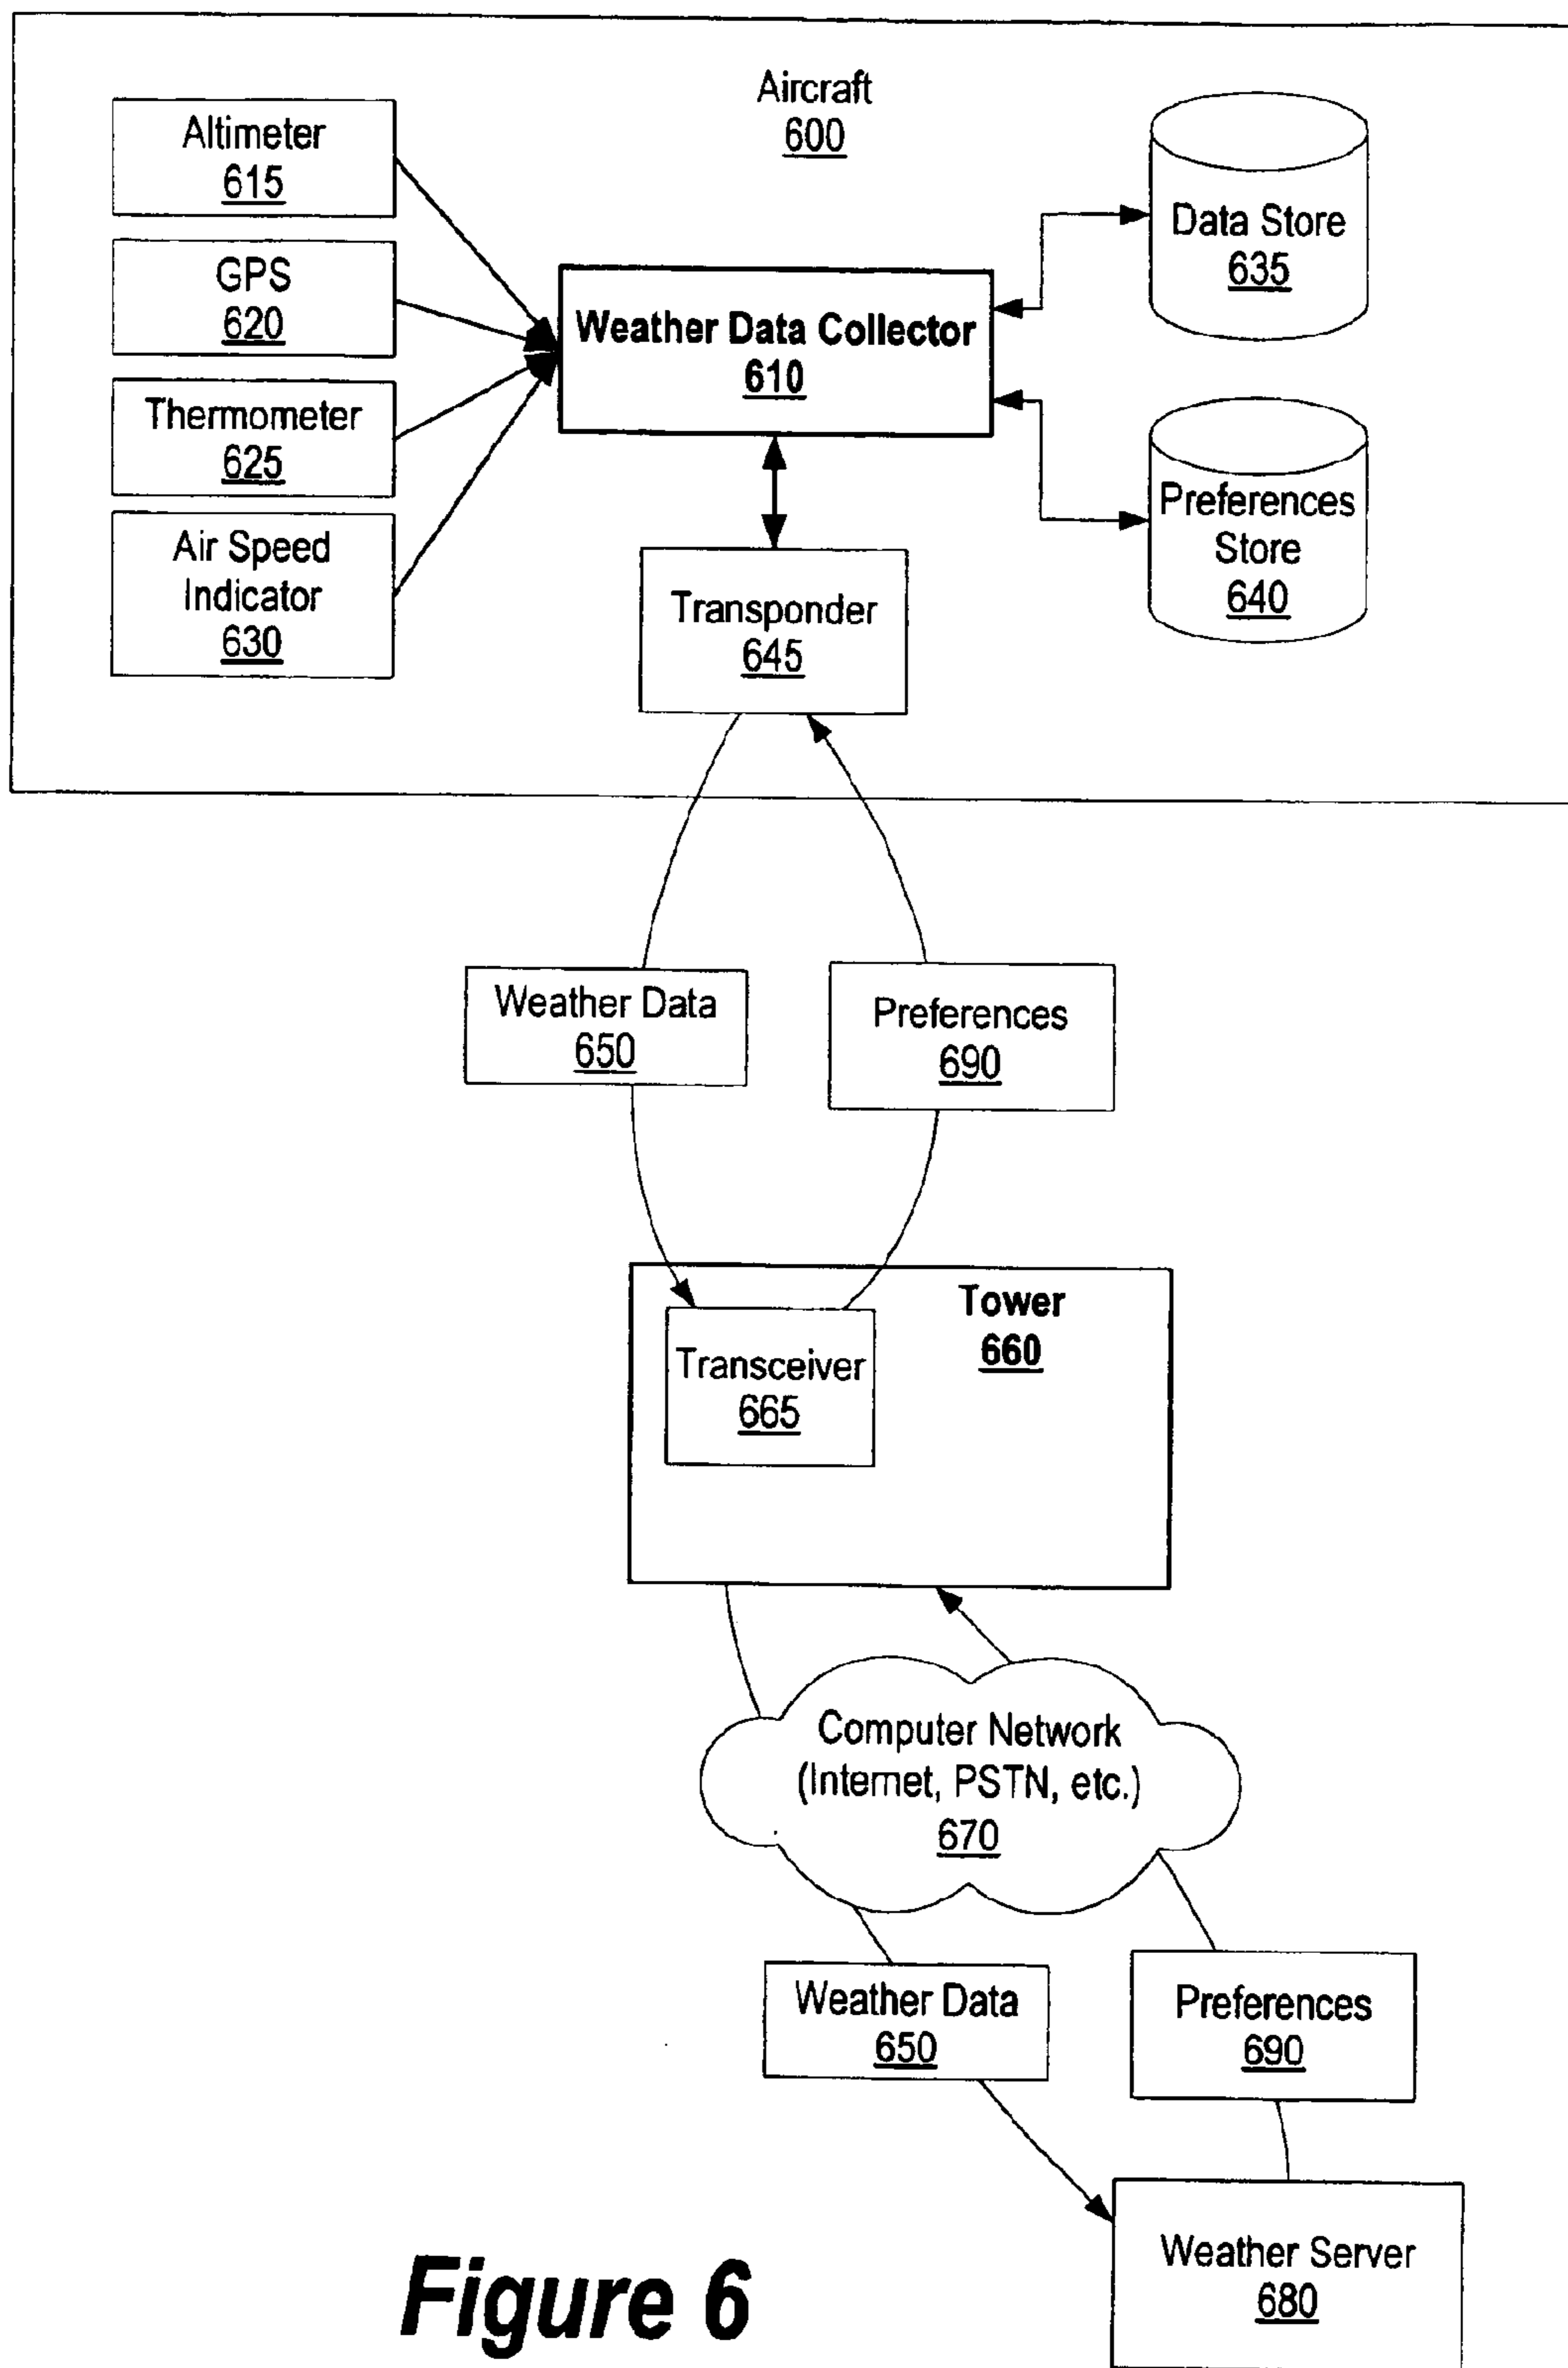 Aircraft
600
Altimeter
615
GPS
620
Thermometer
625
Air Speed
Indicator
630
Weather Data Collector
610
Data Store
635
Preferences
Store
640
Transponder
645
Weather Data
650
Preferences
690
Tower
660
Transceiver
665
Computer Network
(Internet, PSTN, etc.)
670
Weather Data
650
Preferences
690
Weather Server
680
Figure 6